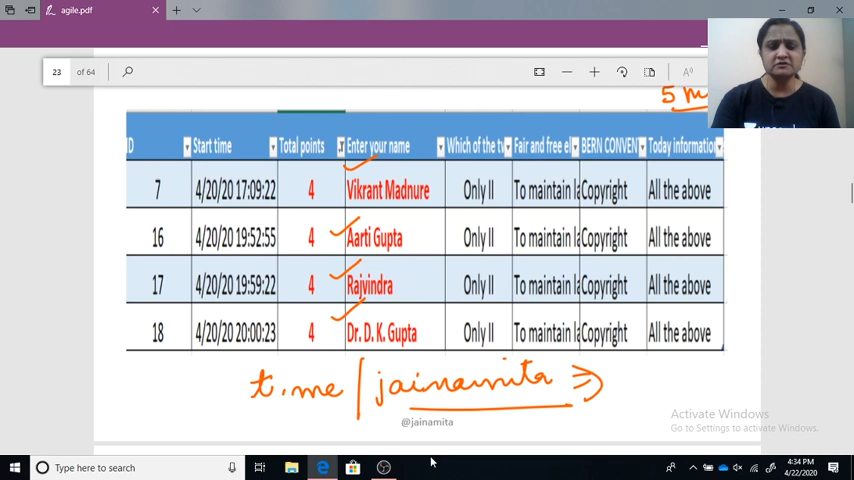 agile.pdf
23 of 64
5 m
ID Start time Total points Enter your name Which of the tv Fair and free el BERN CONVEN Today information
7 4/20/20 17:09:22 4 Vikrant Madnure Only II To maintain la Copyright All the above
16 4/20/20 19:52:55 4 Aarti Gupta Only II To maintain la Copyright All the above
17 4/20/20 19:59:22 4 Rajvindra Only II To maintain la Copyright All the above
18 4/20/20 20:00:23 4 Dr. D. K. Gupta Only II To maintain la Copyright All the above
t.me/jainamita
@jainamita
Activate Windows
Go to Settings to activate Windows.
Type here to search
4:34 PM
4/22/2020